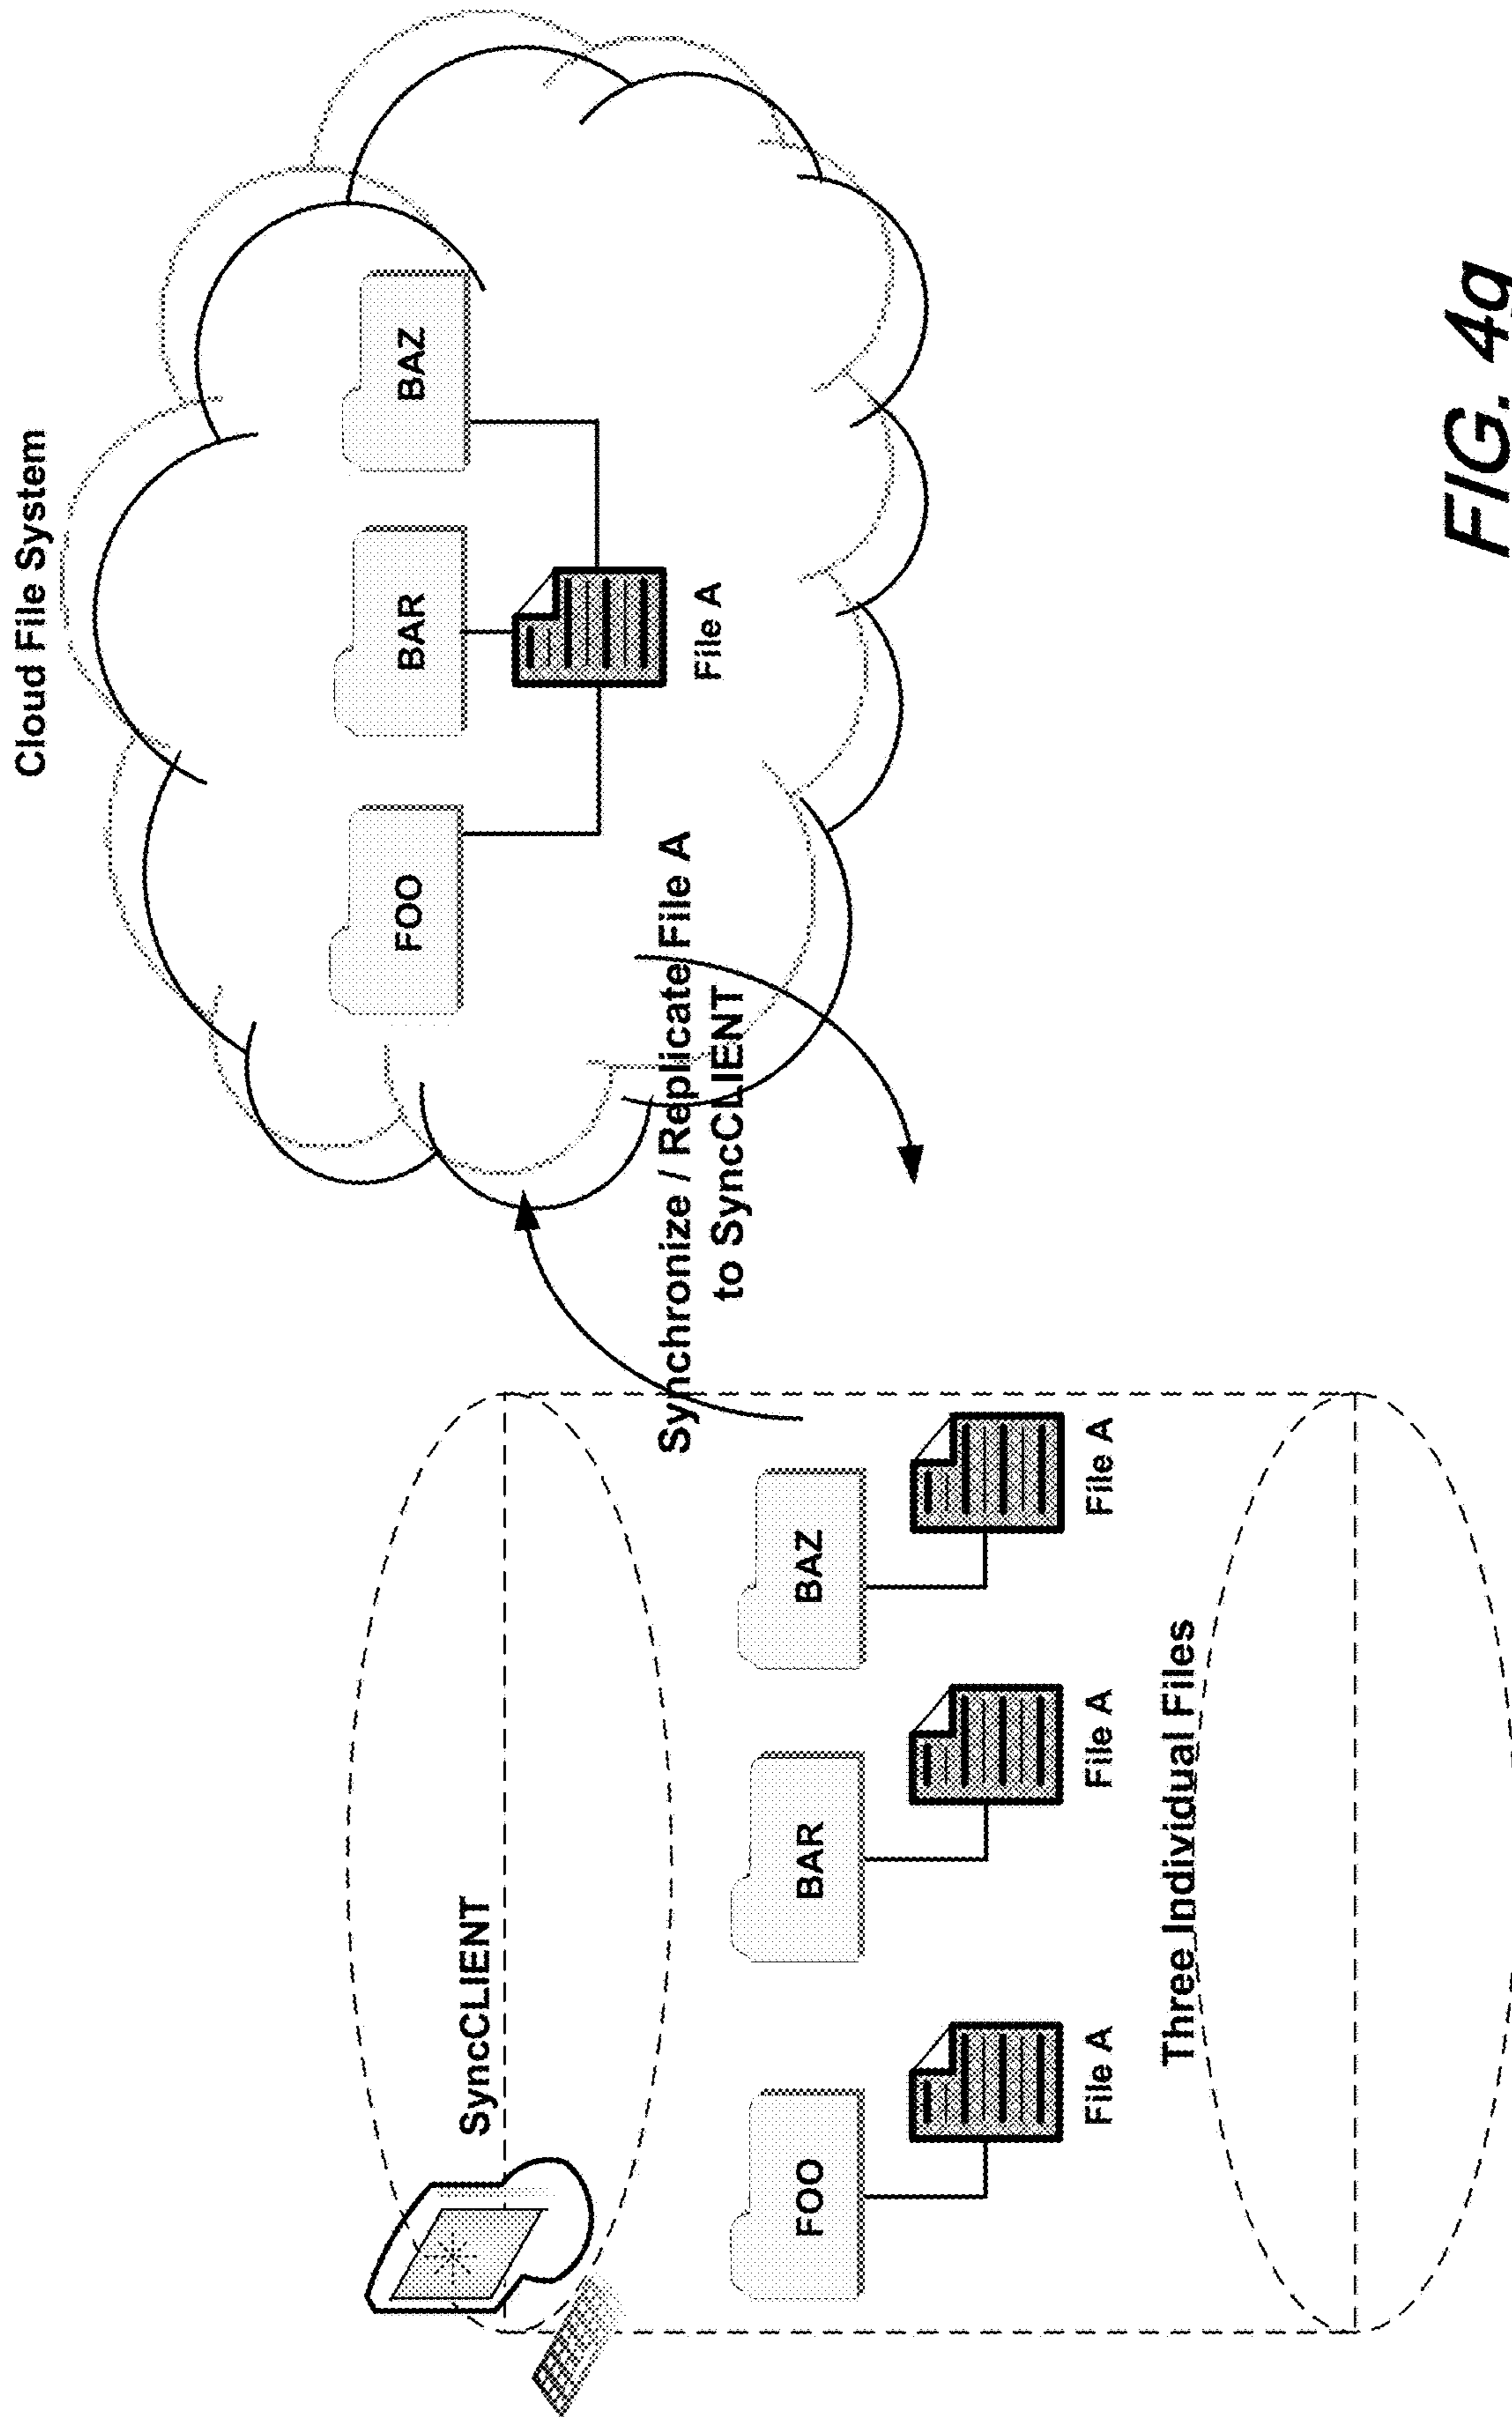 Cloud File System
SyncCLIENT
FOO
BAR
BAZ
File A
Synchronize / Replicate File A
to SyncCLIENT
FOO
BAR
BAZ
File A
File A
File A
Three Individual Files
FIG. 4g